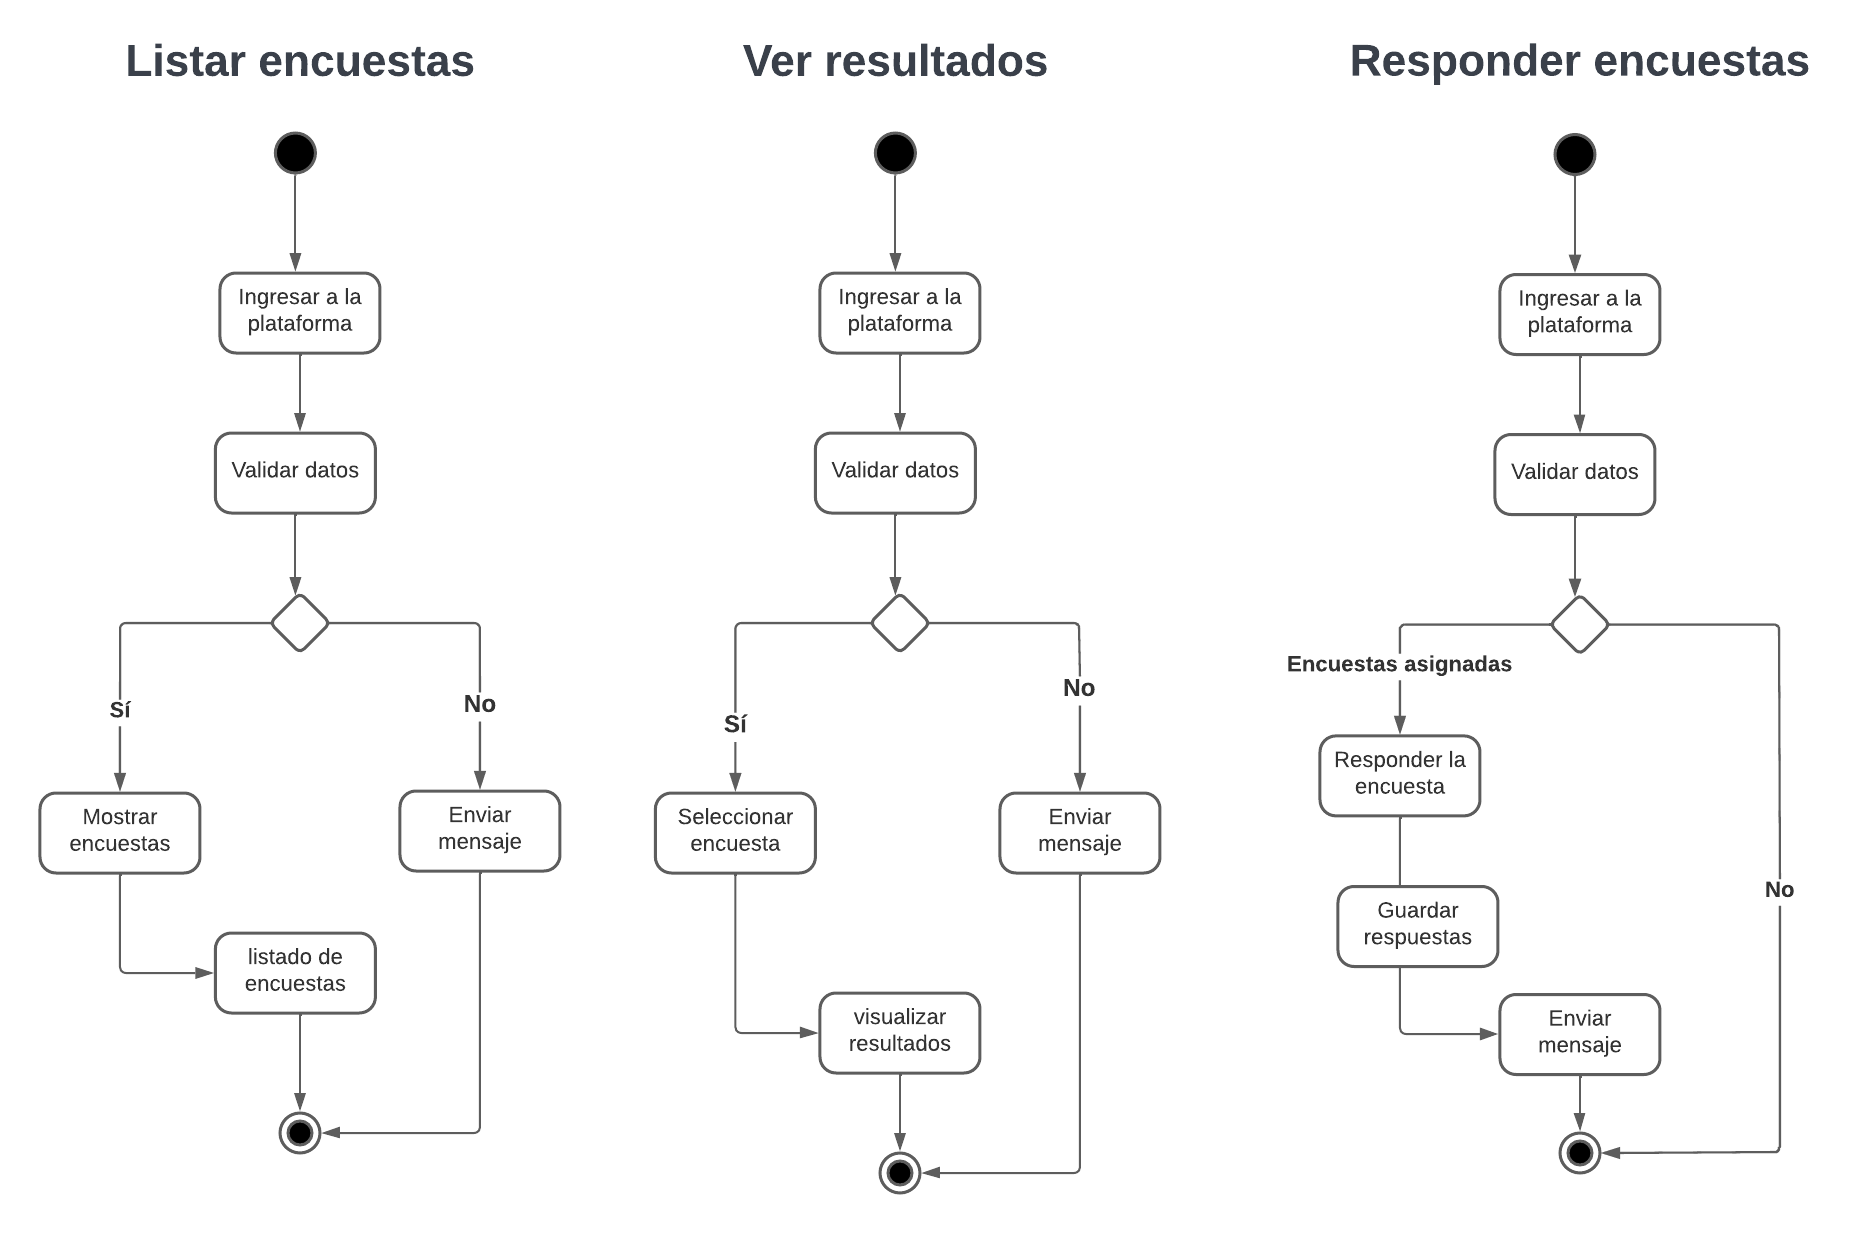 Listar encuestas
Ingresar a la
plataforma
Validar datos
Sí
No
Mostrar
encuestas
Enviar
mensaje
listado de
encuestas
Ver resultados
Ingresar a la
plataforma
Validar datos
Sí
No
Seleccionar
encuesta
Enviar
mensaje
visualizar
resultados
Responder encuestas
Ingresar a la
plataforma
Validar datos
Encuestas asignadas
Responder la
encuesta
No
Guardar
respuestas
Enviar
mensaje